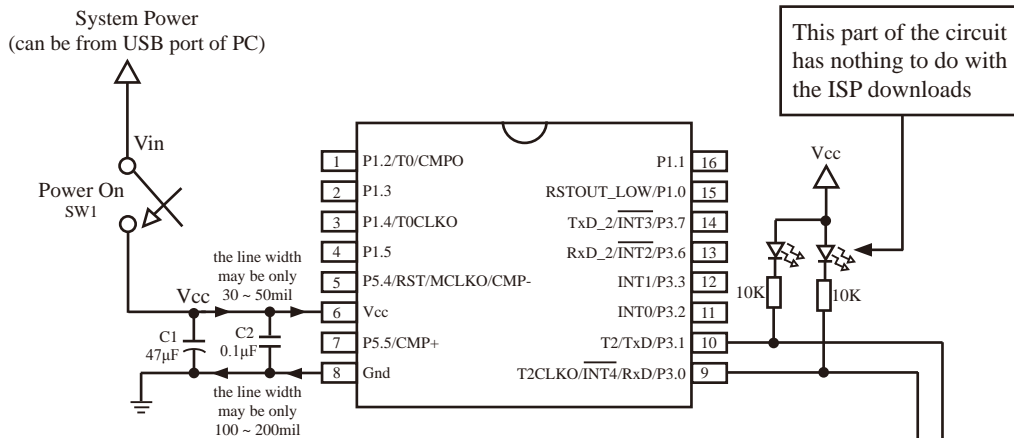 System Power
(can be from USB port of PC)
Vin
Power On
SW1
the line width
may be only
30 ~ 50mil
Vcc
C1
47μF
C2
0.1μF
the line width
may be only
100 ~ 200mil
1 P1.2/T0/CMPO
2 P1.3
3 P1.4/T0CLKO
4 P1.5
5 P5.4/RST/MCLKO/CMP-
6 Vcc
7 P5.5/CMP+
8 Gnd
P1.1 16
RSTOUT_LOW/P1.0 15
TxD_2/INT3/P3.7 14
RxD_2/INT2/P3.6 13
INT1/P3.3 12
INT0/P3.2 11
T2/TxD/P3.1 10
T2CLKO/INT4/RxD/P3.0 9
This part of the circuit
has nothing to do with
the ISP downloads
Vcc
10K
10K